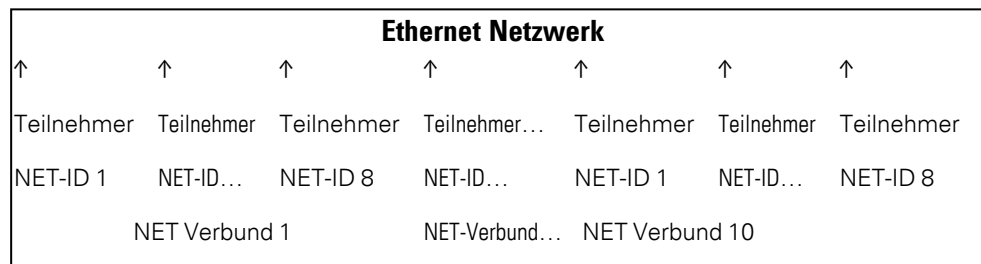 Ethernet Netzwerk
↑ ↑ ↑ ↑ ↑ ↑ ↑
Teilnehmer Teilnehmer Teilnehmer Teilnehmer… Teilnehmer Teilnehmer Teilnehmer
NET-ID 1 NET-ID… NET-ID 8 NET-ID… NET-ID 1 NET-ID… NET-ID 8
NET Verbund 1 NET-Verbund… NET Verbund 10